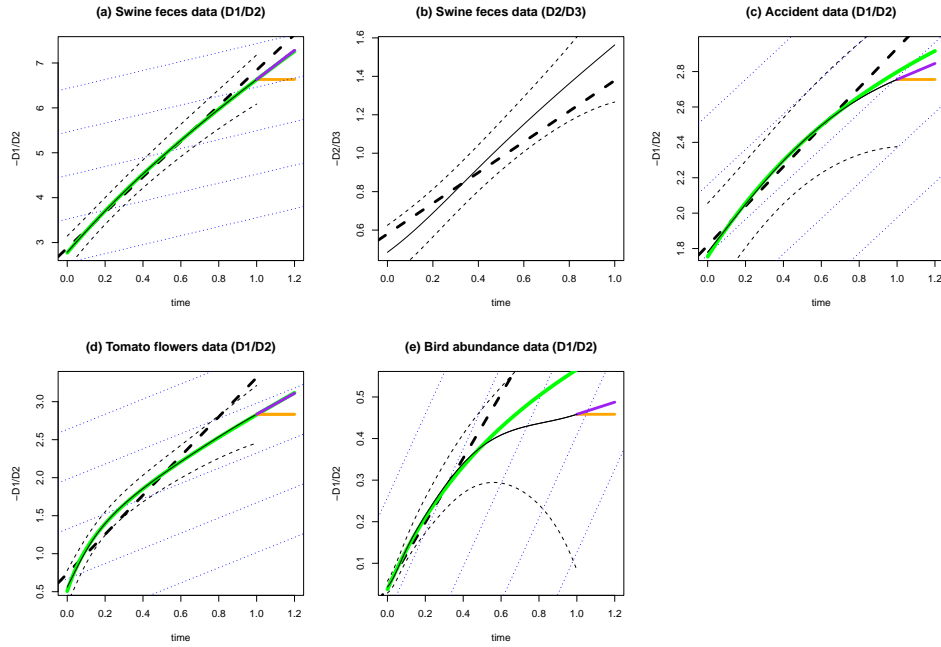 (a) Swine feces data (D1/D2)
−D1/D2
7
6
5
4
3
0.0 0.2 0.4 0.6 0.8 1.0 1.2
time
(b) Swine feces data (D2/D3)
−D2/D3
1.6
1.4
1.2
1.0
0.8
0.6
0.0 0.2 0.4 0.6 0.8 1.0
time
(c) Accident data (D1/D2)
−D1/D2
2.8
2.6
2.4
2.2
2.0
1.8
0.0 0.2 0.4 0.6 0.8 1.0 1.2
time
(d) Tomato flowers data (D1/D2)
−D1/D2
3.0
2.5
2.0
1.5
1.0
0.5
0.0 0.2 0.4 0.6 0.8 1.0 1.2
time
(e) Bird abundance data (D1/D2)
−D1/D2
0.5
0.4
0.3
0.2
0.1
0.0 0.2 0.4 0.6 0.8 1.0 1.2
time